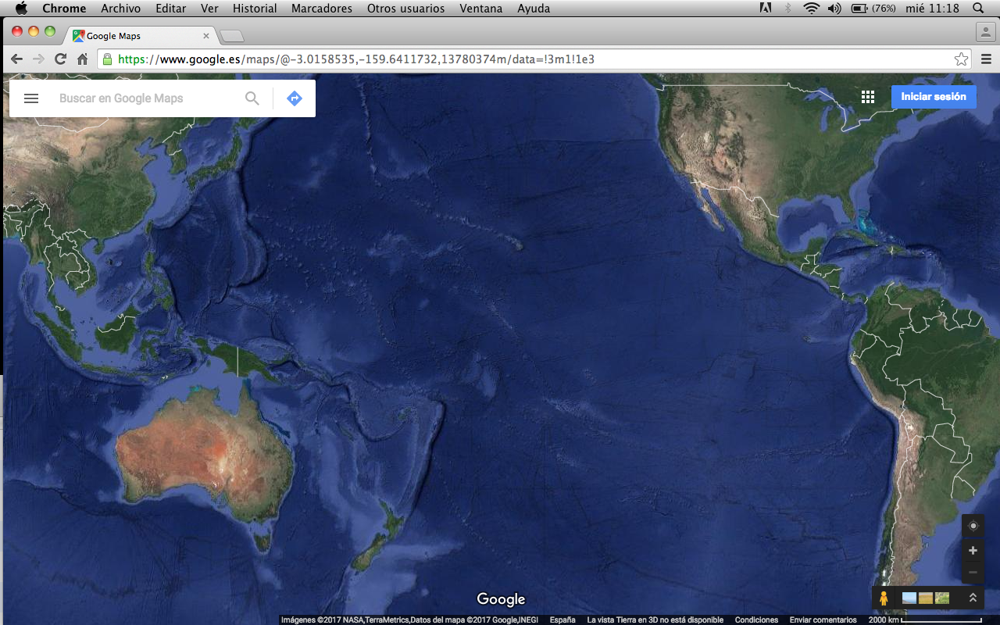 Chrome Archivo Editar Ver Historial Marcadores Otros usuarios Ventana Ayuda (76%) mié 11:18
Google Maps
https://www.google.es/maps/@-3.0158535,-159.6411732,13780374m/data=!3m1!1e3
Buscar en Google Maps
Iniciar sesión
Google
Imágenes ©2017 NASA,TerraMetrics,Datos del mapa ©2017 Google,INEGI España La vista Tierra en 3D no está disponible Condiciones Enviar comentarios 2000 km